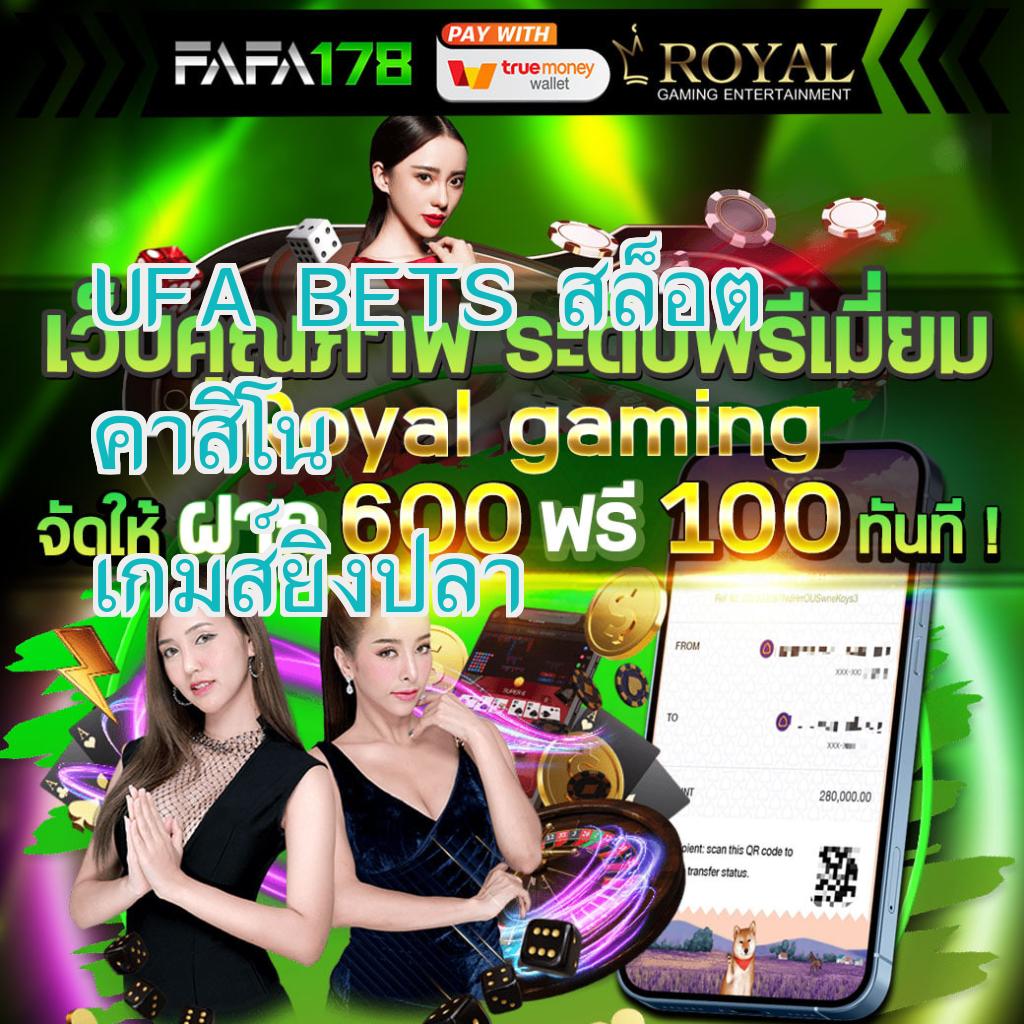 FAFA178
PAY WITH
truemoney
wallet
ROYAL
GAMING ENTERTAINMENT
UFA BETS สล็อต
เว็บคุณภาพ ระดับพรีเมี่ยม
คาสิโน
Royal gaming
จัดให้ ฝาก 600 ฟรี 100 ทันที !
เกมส์ยิงปลา
FROM
TO
280,000.00
scan this QR code to
transfer status.